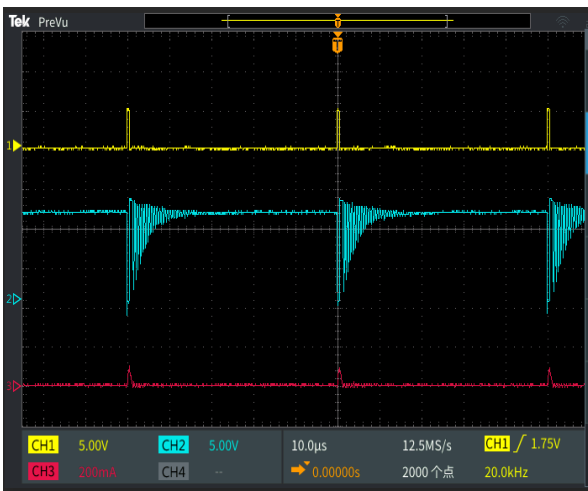 Tek PreVu
T
T
1
2
3
CH1 5.00V CH2 5.00V 10.0µs 12.5MS/s CH1 1.75V
CH3 200mA CH4 -- 0.00000s 2000 个点 20.0kHz